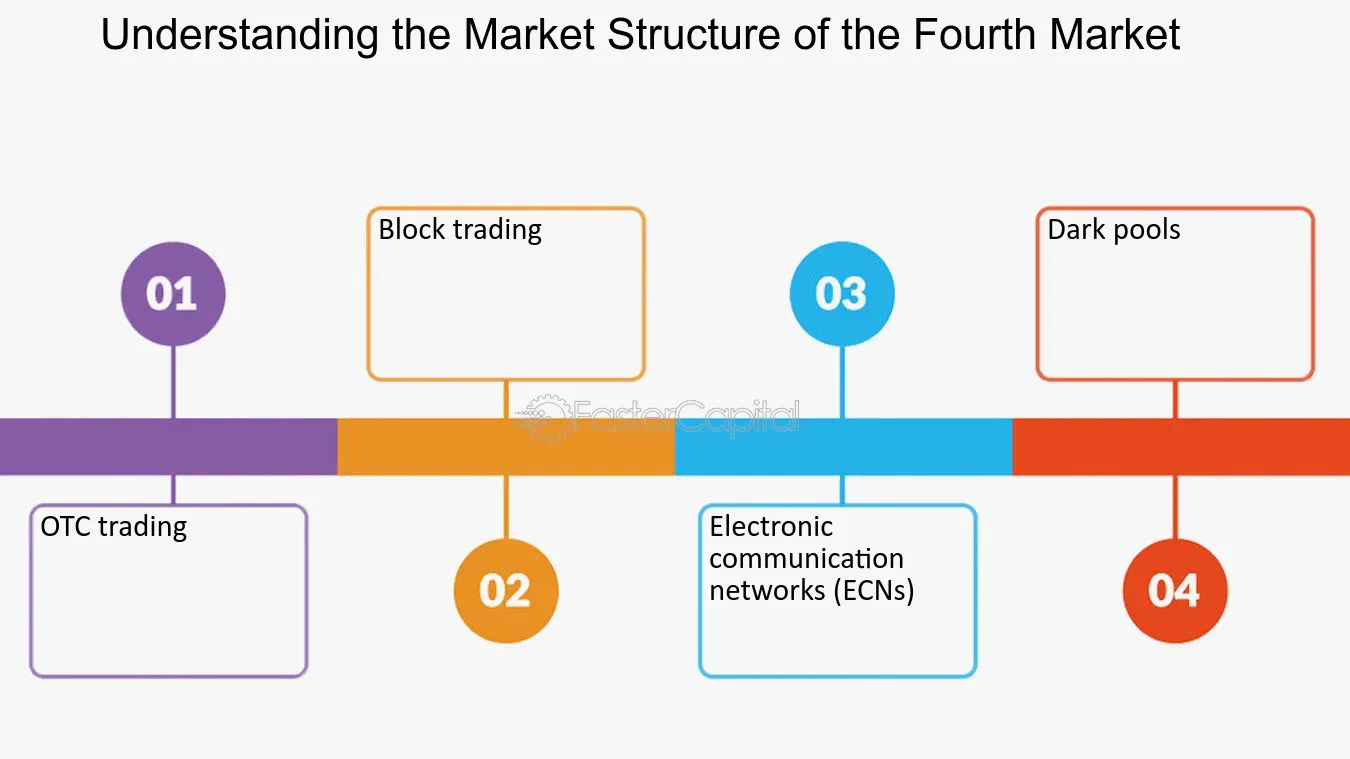 Understanding the Market Structure of the Fourth Market
01
OTC trading
Block trading
02
03
Electronic
communication
networks (ECNs)
Dark pools
04
FasterCapital